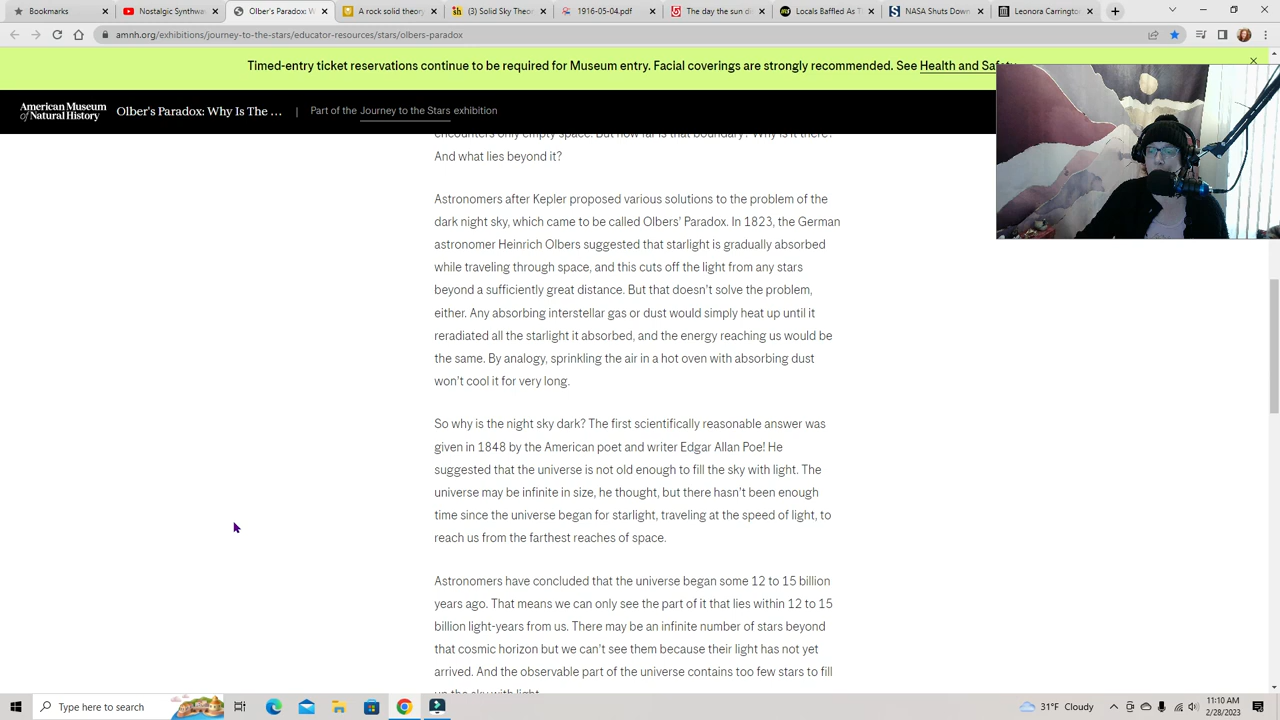 Bookmarks
Nostalgic Synthwav
Olber's Paradox: W
A rock solid theory
(3) Solid Sky Theor
1916-05-04.pdf
The day the sun di
Locals Baffled As T
NASA Shuts Down
Leonora Carrington
amnh.org/exhibitions/journey-to-the-stars/educator-resources/stars/olbers-paradox
Timed-entry ticket reservations continue to be required for Museum entry. Facial coverings are strongly recommended. See Health and Safety
American Museum
of Natural History
Olber's Paradox: Why Is The ...
|
Part of the Journey to the Stars exhibition
encounters only empty space. But how far is that boundary? Why is it there?
And what lies beyond it?
Astronomers after Kepler proposed various solutions to the problem of the
dark night sky, which came to be called Olbers' Paradox. In 1823, the German
astronomer Heinrich Olbers suggested that starlight is gradually absorbed
while traveling through space, and this cuts off the light from any stars
beyond a sufficiently great distance. But that doesn't solve the problem,
either. Any absorbing interstellar gas or dust would simply heat up until it
reradiated all the starlight it absorbed, and the energy reaching us would be
the same. By analogy, sprinkling the air in a hot oven with absorbing dust
won't cool it for very long.
So why is the night sky dark? The first scientifically reasonable answer was
given in 1848 by the American poet and writer Edgar Allan Poe! He
suggested that the universe is not old enough to fill the sky with light. The
universe may be infinite in size, he thought, but there hasn't been enough
time since the universe began for starlight, traveling at the speed of light, to
reach us from the farthest reaches of space.
Astronomers have concluded that the universe began some 12 to 15 billion
years ago. That means we can only see the part of it that lies within 12 to 15
billion light-years from us. There may be an infinite number of stars beyond
that cosmic horizon but we can't see them because their light has not yet
arrived. And the observable part of the universe contains too few stars to fill
up the sky with light.
Type here to search
31°F Cloudy
11:10 AM
2/28/2023